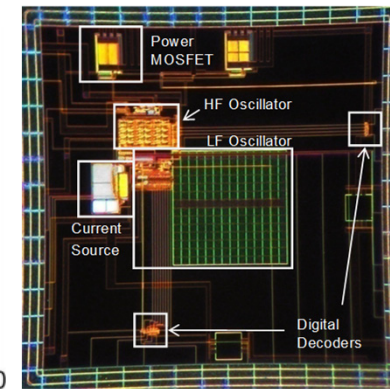 Power
MOSFET
HF Oscillator
LF Oscillator
Current
Source
Digital
Decoders